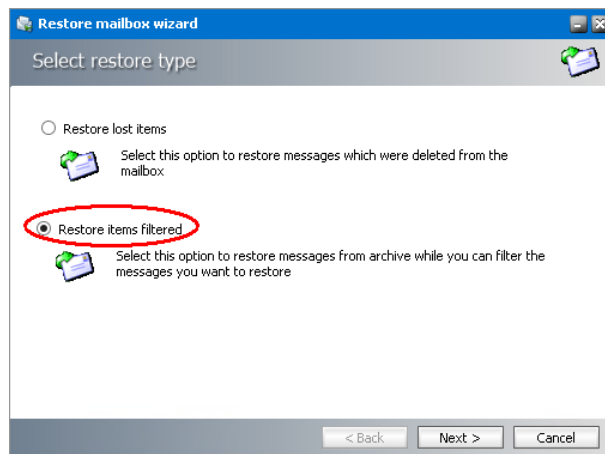 Restore mailbox wizard
Select restore type
Restore lost items
Select this option to restore messages which were deleted from the
mailbox
Restore items filtered
Select this option to restore messages from archive while you can filter the
messages you want to restore
< Back Next > Cancel